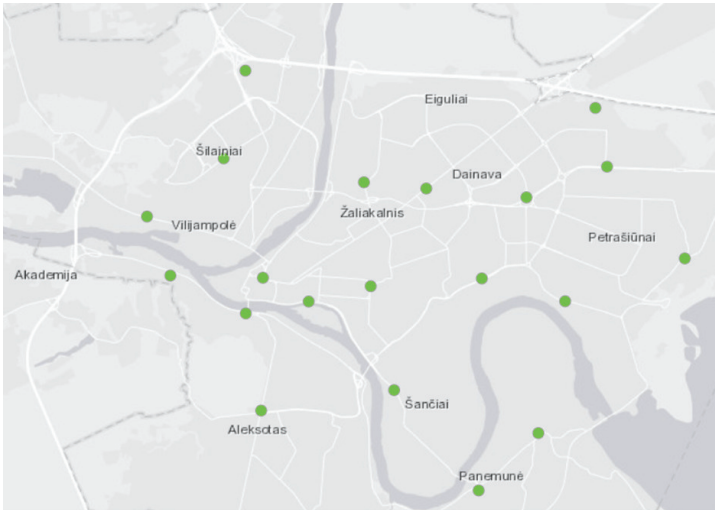 Eiguliai
Šilainiai
Dainava
Žaliakalnis
Vilijampolė
Petrašiūnai
Akademija
Šančiai
Aleksotas
Panemunė